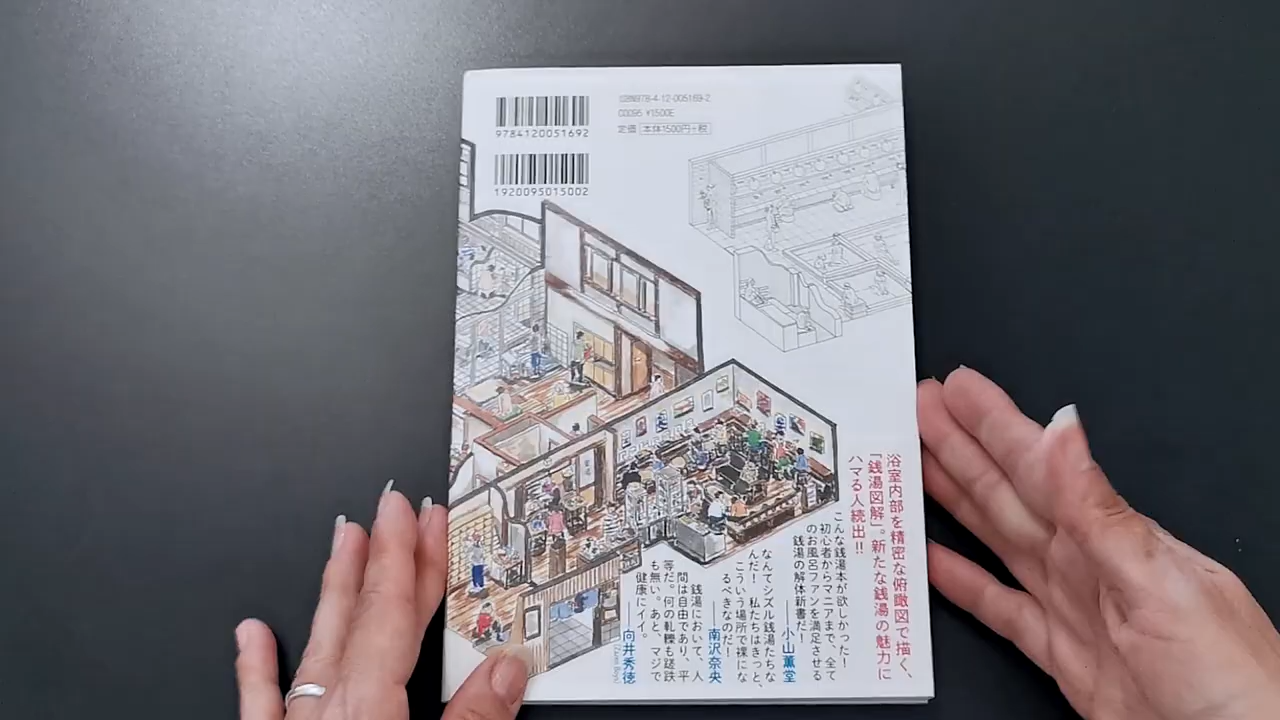 9784120051692
1920095015002
ISBN978-4-12-005169-2
C0095 ¥1500E
定価 本体1500円+税
浴室内部を精密な俯瞰図で描く、
「銭湯図解」。新たな銭湯の魅力に
ハマる人続出!!
こんな銭湯本が欲しかった!
初心者からマニアまで、全て
のお風呂ファンを満足させる
銭湯の解体新書だ!
――小山薫堂
なんてシズル銭湯たちな
んだ! 私たちはきっと、
こういう場所で裸にな
るべきなのだ!
――南沢奈央
銭湯において、人
間は自由であり、平
等だ。何の軋轢も蹉跌
も無い。あと、マジで
健康にイイ。
――向井秀徳